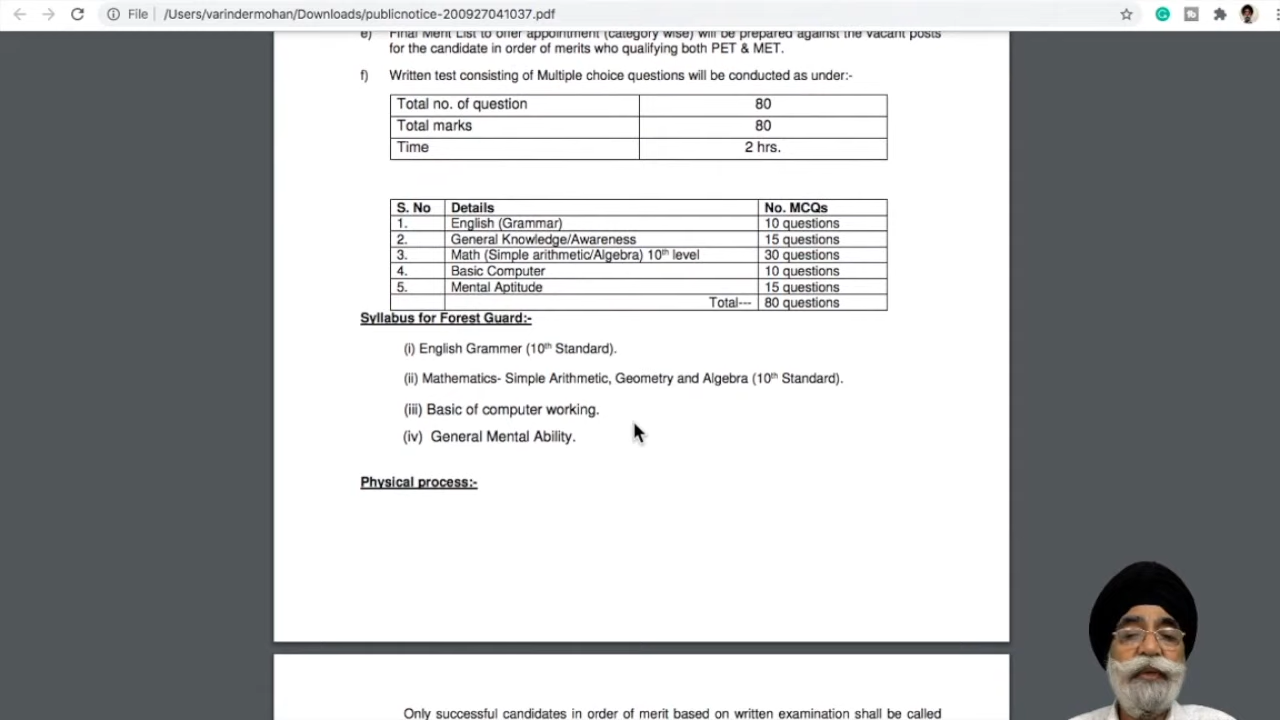 File /Users/varindermohan/Downloads/publicnotice-200927041037.pdf
e) Final Merit List to offer appointment (category wise) will be prepared against the vacant posts
for the candidate in order of merits who qualifying both PET & MET.
f) Written test consisting of Multiple choice questions will be conducted as under:-
Total no. of question 80
Total marks 80
Time 2 hrs.
S. No Details No. MCQs
1. English (Grammar) 10 questions
2. General Knowledge/Awareness 15 questions
3. Math (Simple arithmetic/Algebra) 10th level 30 questions
4. Basic Computer 10 questions
5. Mental Aptitude 15 questions
Total--- 80 questions
Syllabus for Forest Guard:-
(i) English Grammer (10th Standard).
(ii) Mathematics- Simple Arithmetic, Geometry and Algebra (10th Standard).
(iii) Basic of computer working.
(iv) General Mental Ability.
Physical process:-
Only successful candidates in order of merit based on written examination shall be called